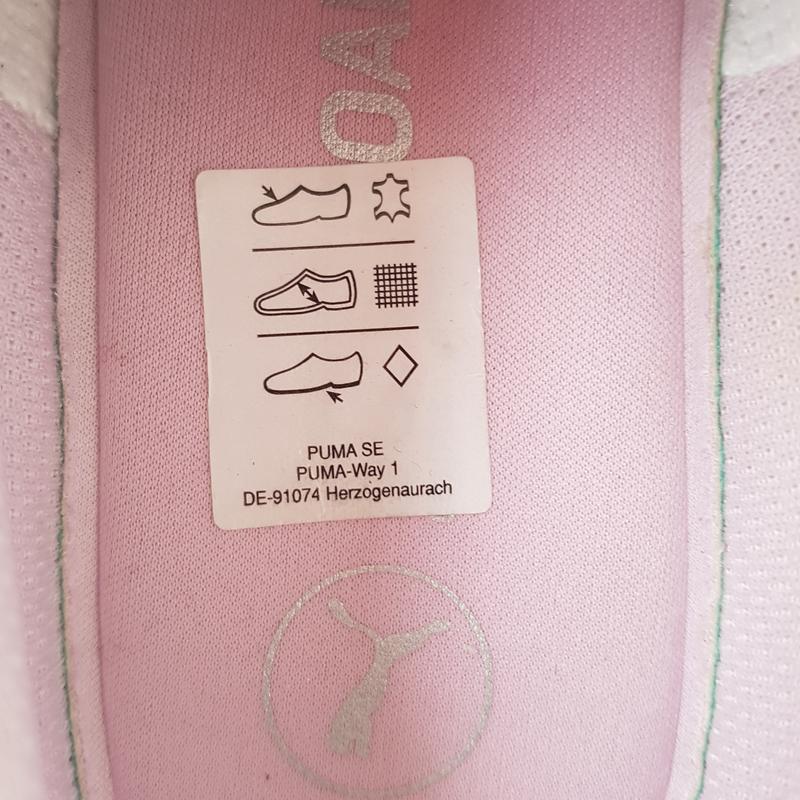 PUMA SE
PUMA-Way 1
DE-91074 Herzogenaurach